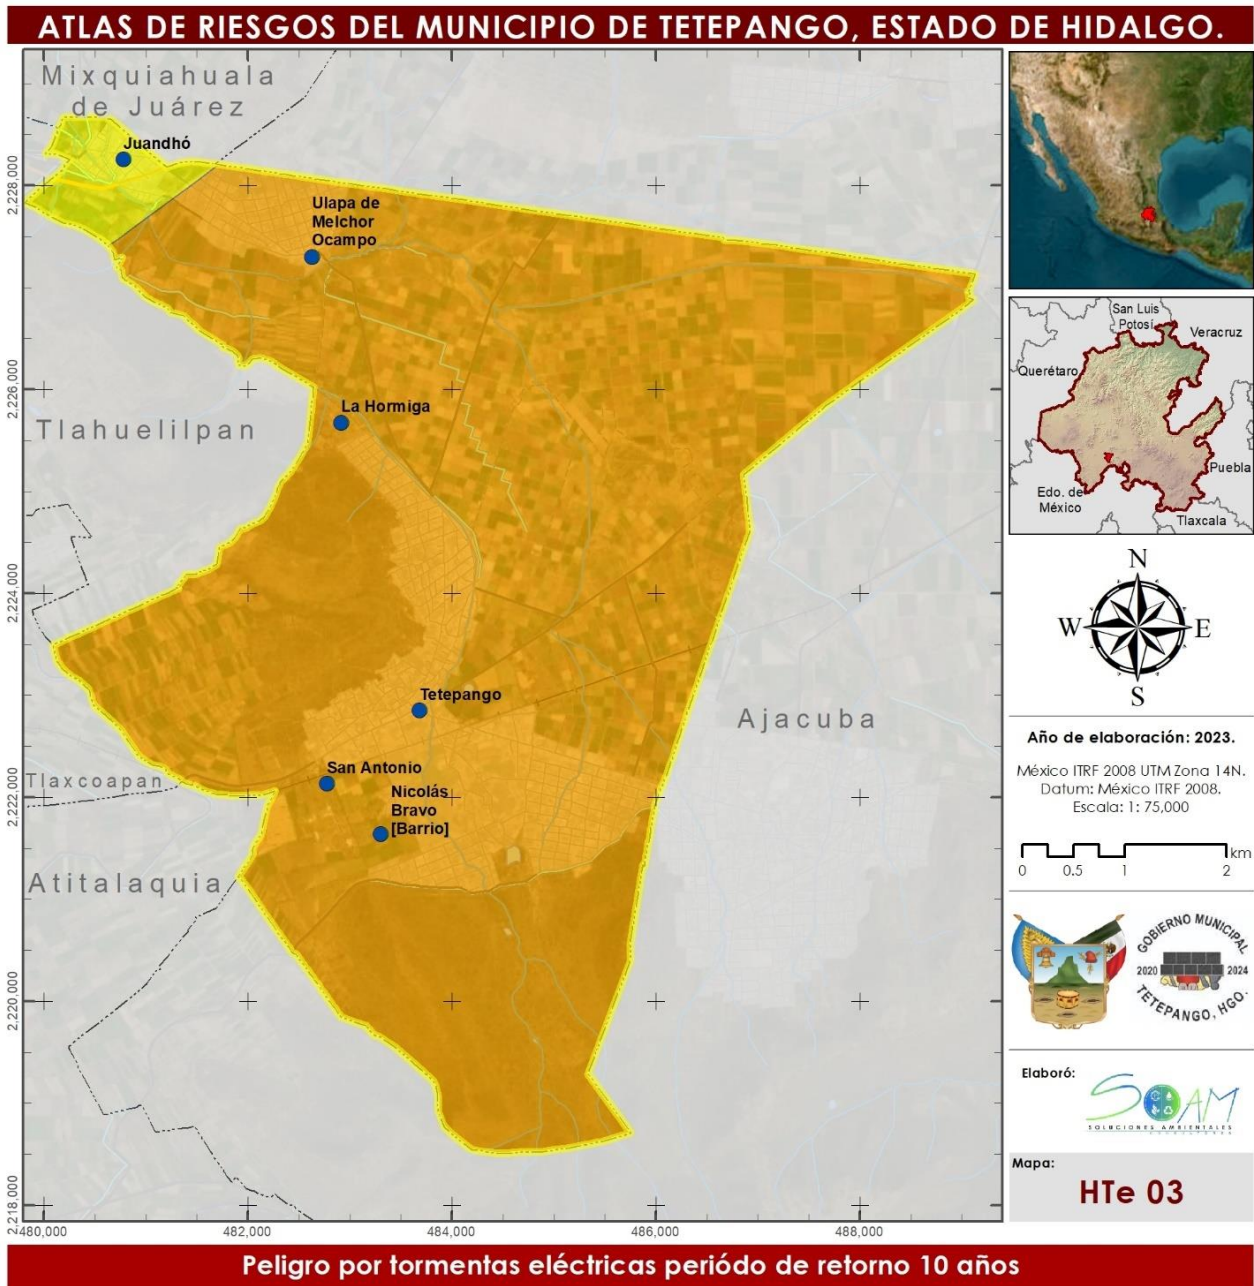 ATLAS DE RIESGOS DEL MUNICIPIO DE TETEPANGO, ESTADO DE HIDALGO.
Mixquiahuala
de Juárez
Juandhó
Ulapa de
Melchor
Ocampo
La Hormiga
Tlahuelilpan
Tetepango
Ajacuba
San Antonio
Tlaxcoapan
Nicolás
Bravo
[Barrio]
Atitalaquia
2,228,000
2,226,000
2,224,000
2,222,000
2,220,000
2,218,000
480,000
482,000
484,000
486,000
488,000
San Luis
Potosí
Veracruz
Querétaro
Puebla
Edo. de
México
Tlaxcala
N
W
E
S
Año de elaboración: 2023.
México ITRF 2008 UTM Zona 14N.
Datum: México ITRF 2008.
Escala: 1: 75,000
km
0 0.5 1 2
GOBIERNO MUNICIPAL
2020 2024
TETEPANGO, HGO.
Elaboró:
SOAM
SOLUCIONES AMBIENTALES
Mapa:
HTe 03
Peligro por tormentas eléctricas periódo de retorno 10 años